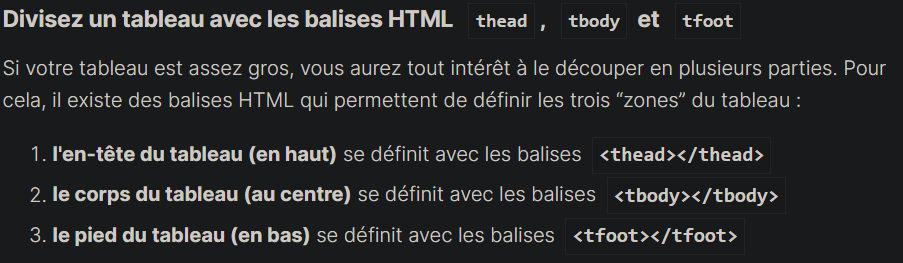 Divisez un tableau avec les balises HTML thead, tbody et tfoot
Si votre tableau est assez gros, vous aurez tout intérêt à le découper en plusieurs parties. Pour
cela, il existe des balises HTML qui permettent de définir les trois “zones” du tableau :
1. l'en-tête du tableau (en haut) se définit avec les balises <thead></thead>
2. le corps du tableau (au centre) se définit avec les balises <tbody></tbody>
3. le pied du tableau (en bas) se définit avec les balises <tfoot></tfoot>